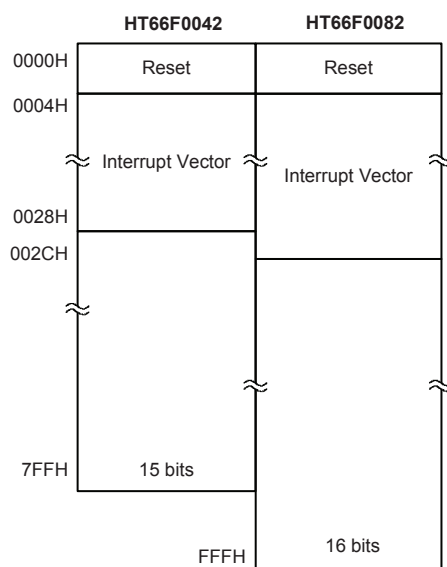 HT66F0042 HT66F0082
0000H Reset Reset
0004H
Interrupt Vector Interrupt Vector
0028H
002CH
7FFH 15 bits
FFFH 16 bits